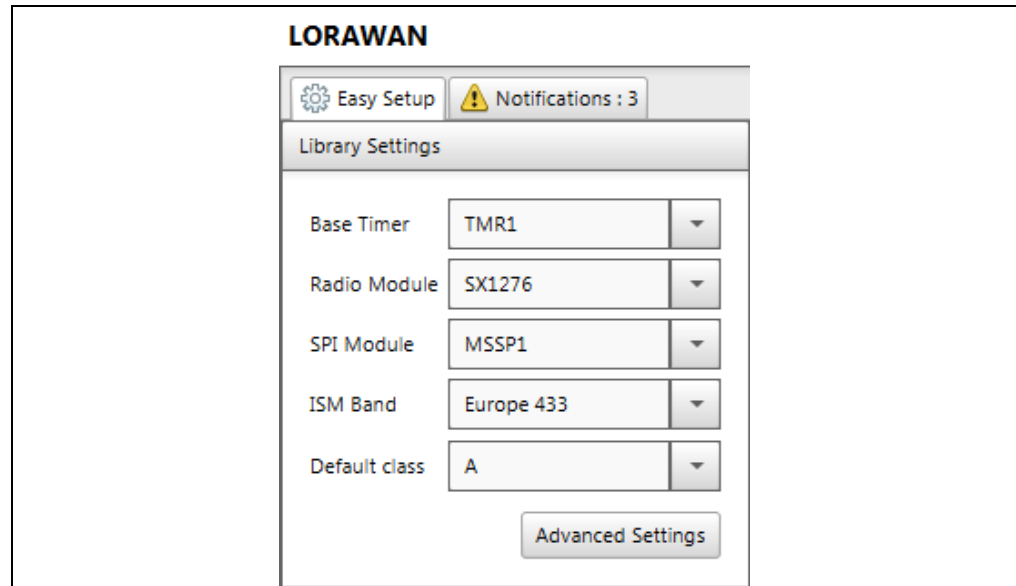 LORAWAN
Easy Setup
Notifications : 3
Library Settings
Base Timer TMR1
Radio Module SX1276
SPI Module MSSP1
ISM Band Europe 433
Default class A
Advanced Settings